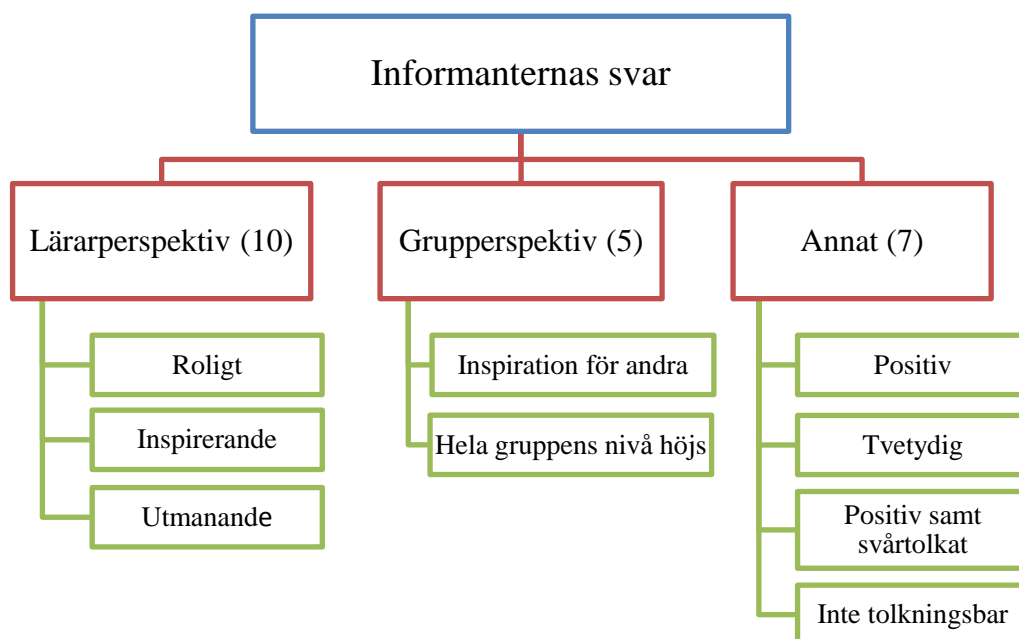 Informanternas svar
Lärarperspektiv (10)
Grupperspektiv (5)
Annat (7)
Roligt
Inspirerande
Utmanande
Inspiration för andra
Hela gruppens nivå höjs
Positiv
Tvetydig
Positiv samt
svårtolkat
Inte tolkningsbar